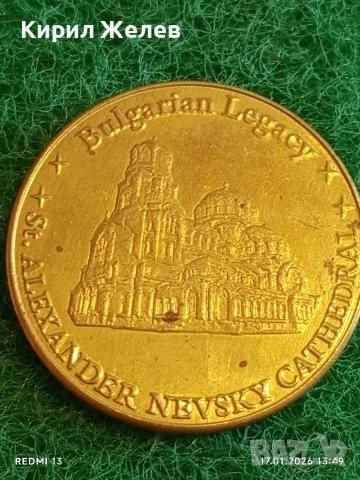 Кирил Желев
Bulgarian Legacy
St. ALEXANDER NEVSKY CATHEDRAL
REDMI 13
17.01.2026 13:49